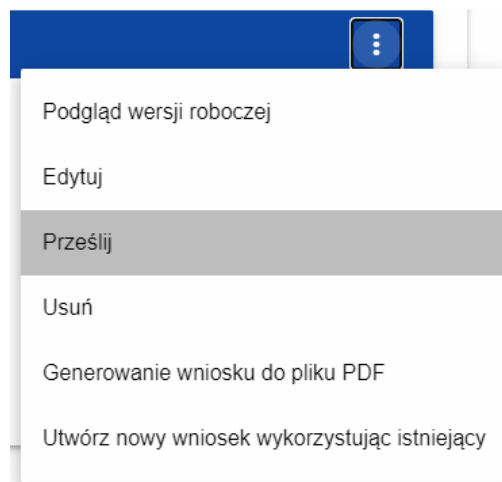 Podgląd wersji roboczej
Edytuj
Prześlij
Usuń
Generowanie wniosku do pliku PDF
Utwórz nowy wniosek wykorzystując istniejący